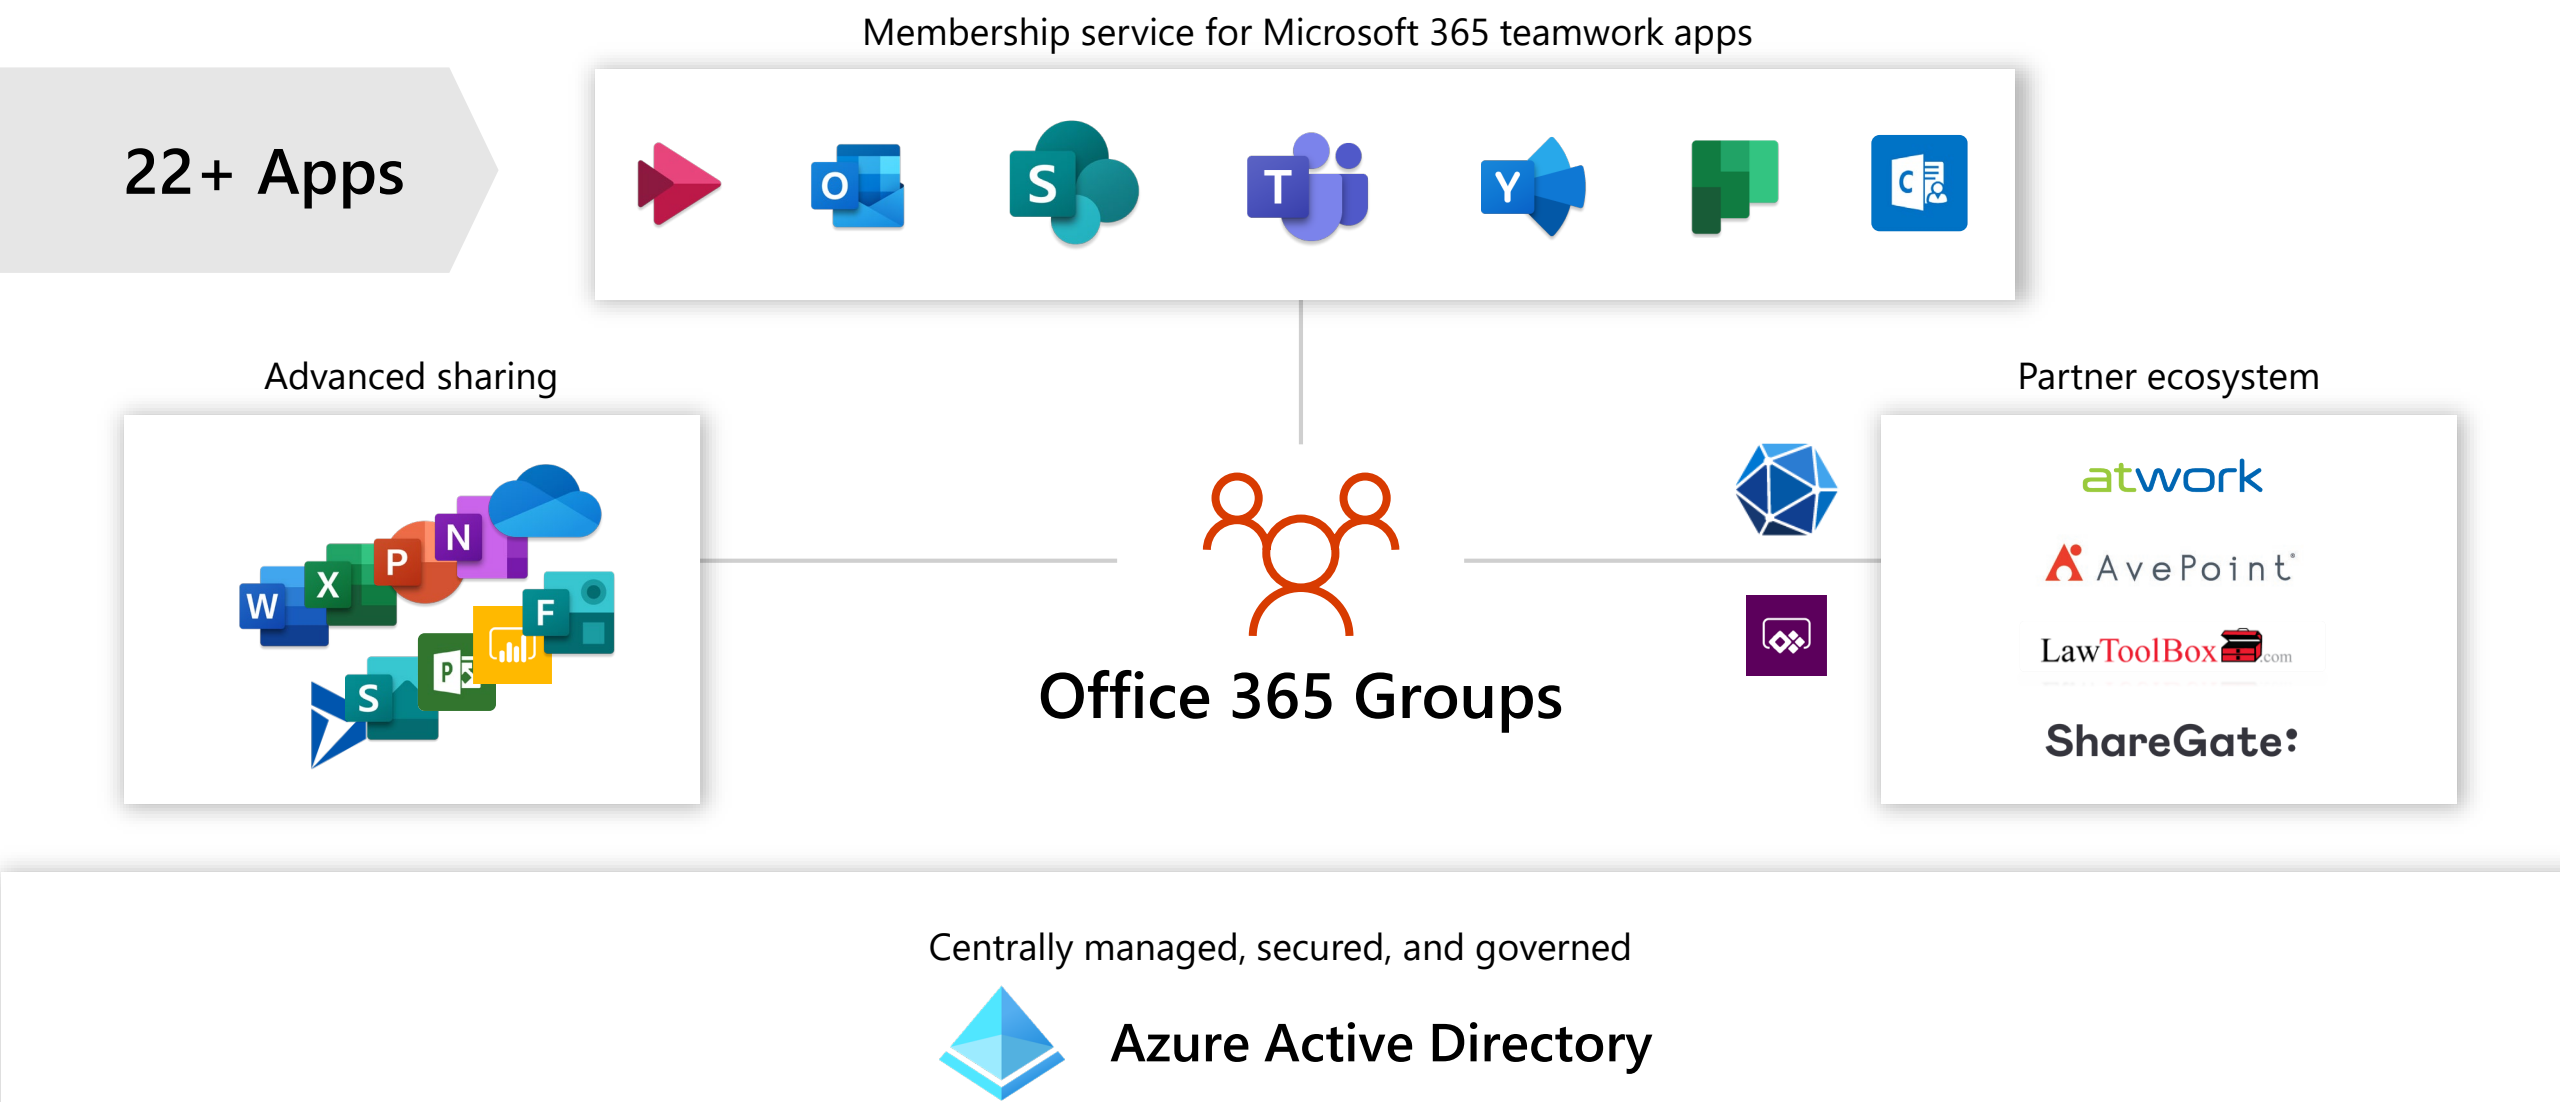 Membership service for Microsoft 365 teamwork apps
22+ Apps
O
S
T
Y
C
Advanced sharing
Partner ecosystem
W
X
P
N
F
S
P
atwork
AvePoint
LawToolBox.com
ShareGate:
Office 365 Groups
Centrally managed, secured, and governed
Azure Active Directory